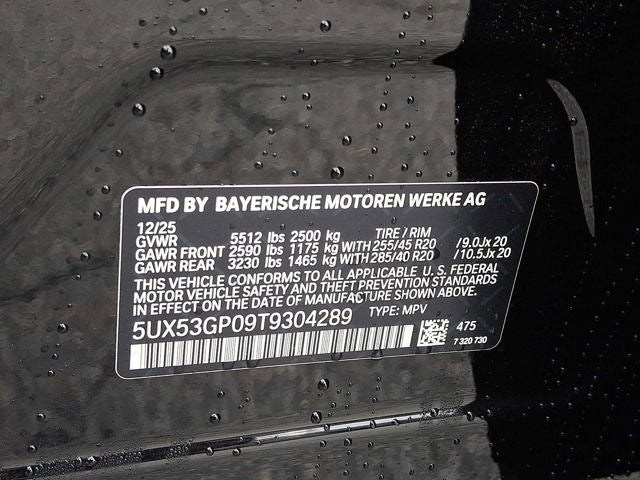 MFD BY BAYERISCHE MOTOREN WERKE AG
12/25
GVWR 5512 lbs 2500 kg TIRE / RIM
GAWR FRONT 2590 lbs 1175 kg WITH 255/45 R20 /9.0Jx 20
GAWR REAR 3230 lbs 1465 kg WITH 285/40 R20 /10.5Jx 20
THIS VEHICLE CONFORMS TO ALL APPLICABLE U. S. FEDERAL
MOTOR VEHICLE SAFETY AND THEFT PREVENTION STANDARDS
IN EFFECT ON THE DATE OF MANUFACTURE SHOWN ABOVE.
5UX53GP09T9304289 TYPE: MPV
475
7 320 730